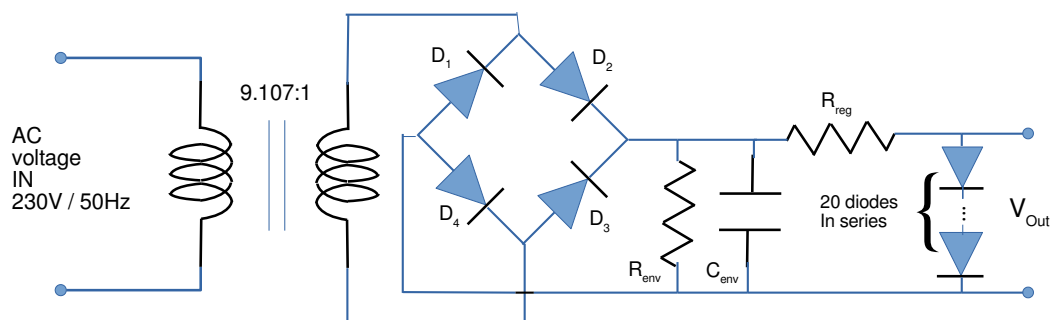 9.107:1
AC
voltage
IN
230V / 50Hz
D1
D2
D4
D3
Rreg
Renv
Cenv
20 diodes
In series
...
VOut